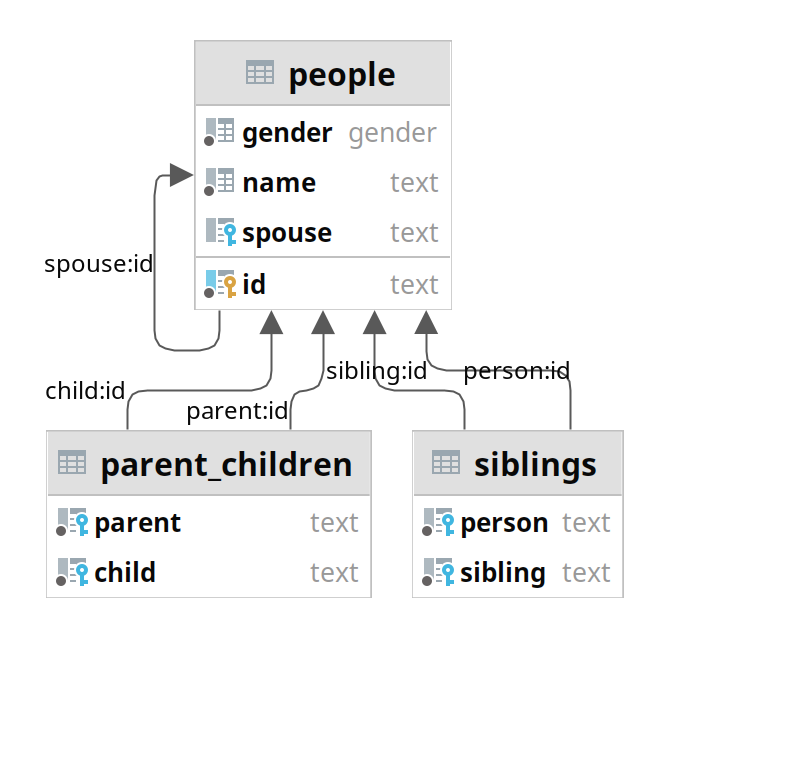 people
gender gender
name text
spouse text
id text
spouse:id
child:id
parent:id
sibling:id
person:id
parent_children
parent text
child text
siblings
person text
sibling text